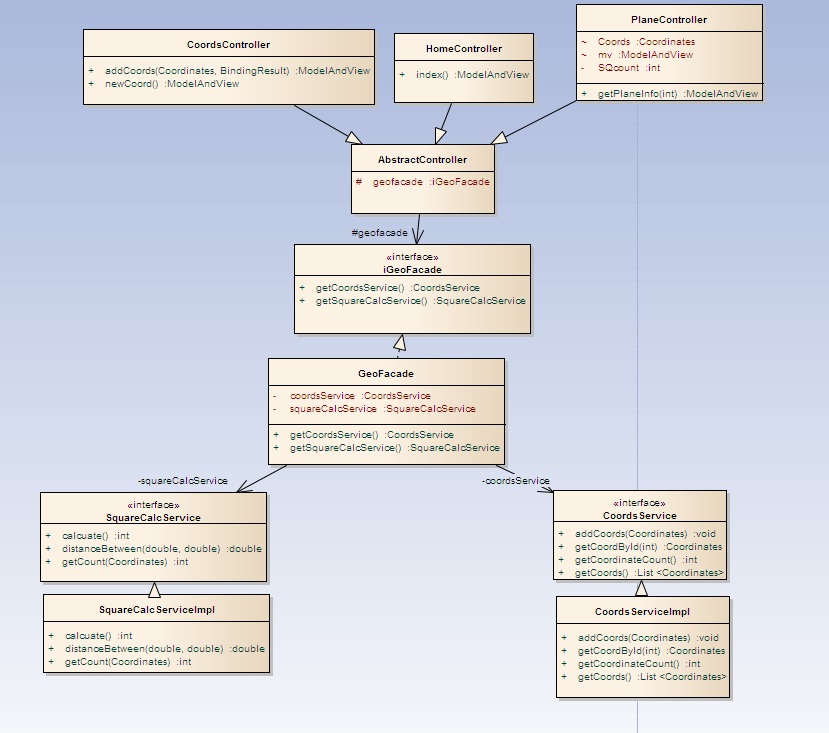 CoordsController
+ addCoords(Coordinates, BindingResult) :ModelAndView
+ newCoord() :ModelAndView
HomeController
+ index() :ModelAndView
PlaneController
~ Coords :Coordinates
~ mv :ModelAndView
- SQcount :int
+ getPlaneInfo(int) :ModelAndView
AbstractController
# geofacade :iGeoFacade
#geofacade
«interface»
iGeoFacade
+ getCoordsService() :CoordsService
+ getSquareCalcService() :SquareCalcService
GeoFacade
- coordsService :CoordsService
- squareCalcService :SquareCalcService
+ getCoordsService() :CoordsService
+ getSquareCalcService() :SquareCalcService
-squareCalcService
-coordsService
«interface»
SquareCalcService
+ calcuate() :int
+ distanceBetween(double, double) :double
+ getCount(Coordinates) :int
«interface»
CoordsService
+ addCoords(Coordinates) :void
+ getCoordById(int) :Coordinates
+ getCoordinateCount() :int
+ getCoords() :List <Coordinates>
SquareCalcServiceImpl
+ calcuate() :int
+ distanceBetween(double, double) :double
+ getCount(Coordinates) :int
CoordsServiceImpl
+ addCoords(Coordinates) :void
+ getCoordById(int) :Coordinates
+ getCoordinateCount() :int
+ getCoords() :List <Coordinates>